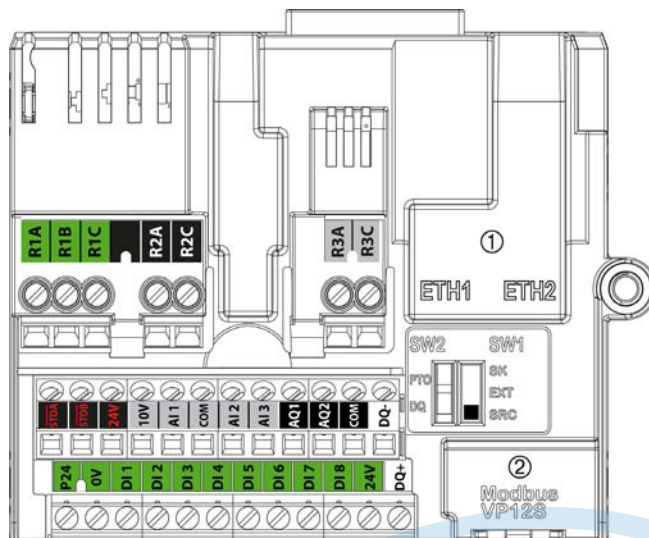 R1A R1B R1C R2A R2C R3A R3C
①
ETH1 ETH2
SW2 SW1
PTO
DQ
SK
EXT
SRC
STOA STOB 24V 10V AI1 COM AI2 AI3 AQ1 AQ2 COM DQ-
P24 0V DI1 DI2 DI3 DI4 DI5 DI6 DI7 DI8 24V DQ+
②
Modbus
VP12S